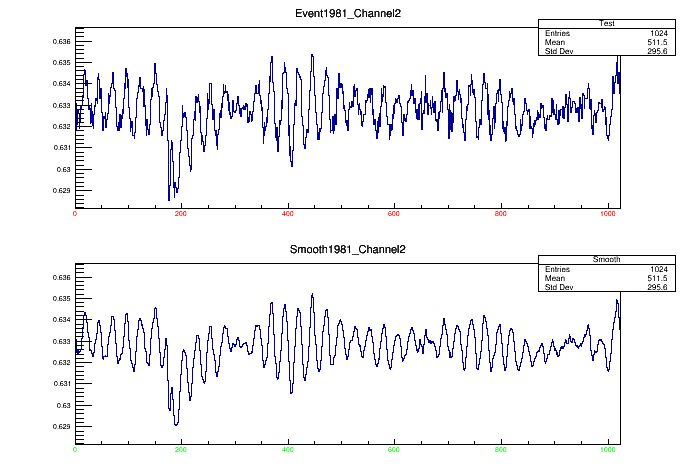 Event1981_Channel2
Test
Entries 1024
Mean 511.5
Std Dev 295.6
0.636
0.635
0.634
0.633
0.632
0.631
0.63
0.629
0 200 400 600 800 1000
Smooth1981_Channel2
Smooth
Entries 1024
Mean 511.5
Std Dev 295.6
0.636
0.635
0.634
0.633
0.632
0.631
0.63
0.629
0 200 400 600 800 1000